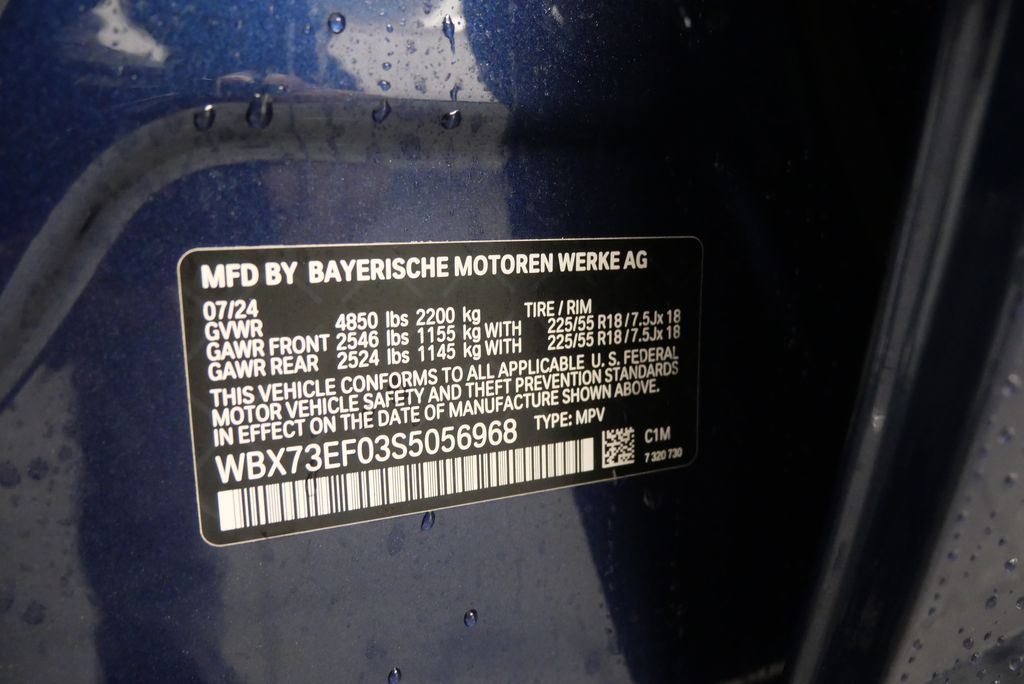 MFD BY BAYERISCHE MOTOREN WERKE AG
07/24 TIRE / RIM
GVWR 4850 lbs 2200 kg
GAWR FRONT 2546 lbs 1155 kg WITH 225/55 R18 / 7.5Jx 18
GAWR REAR 2524 lbs 1145 kg WITH 225/55 R18 / 7.5Jx 18
THIS VEHICLE CONFORMS TO ALL APPLICABLE U.S. FEDERAL
MOTOR VEHICLE SAFETY AND THEFT PREVENTION STANDARDS
IN EFFECT ON THE DATE OF MANUFACTURE SHOWN ABOVE.
WBX73EF03S5056968 TYPE: MPV
C1M
7 320 730